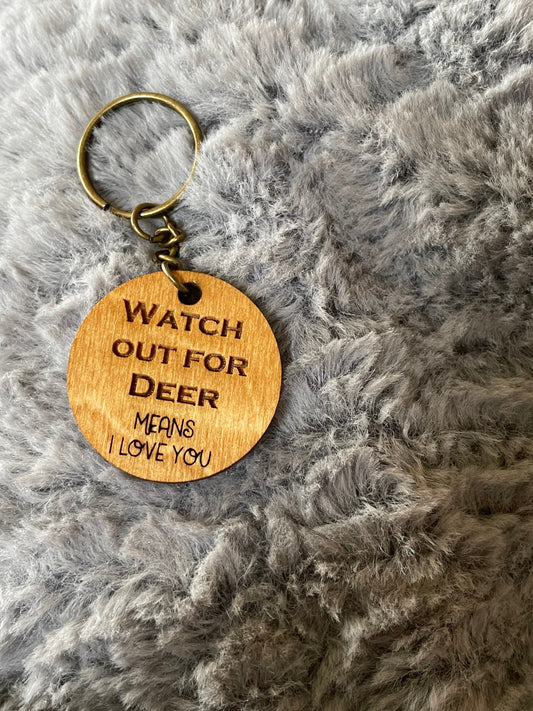 Watch
out for
Deer
MEANS
I LOVE YOU